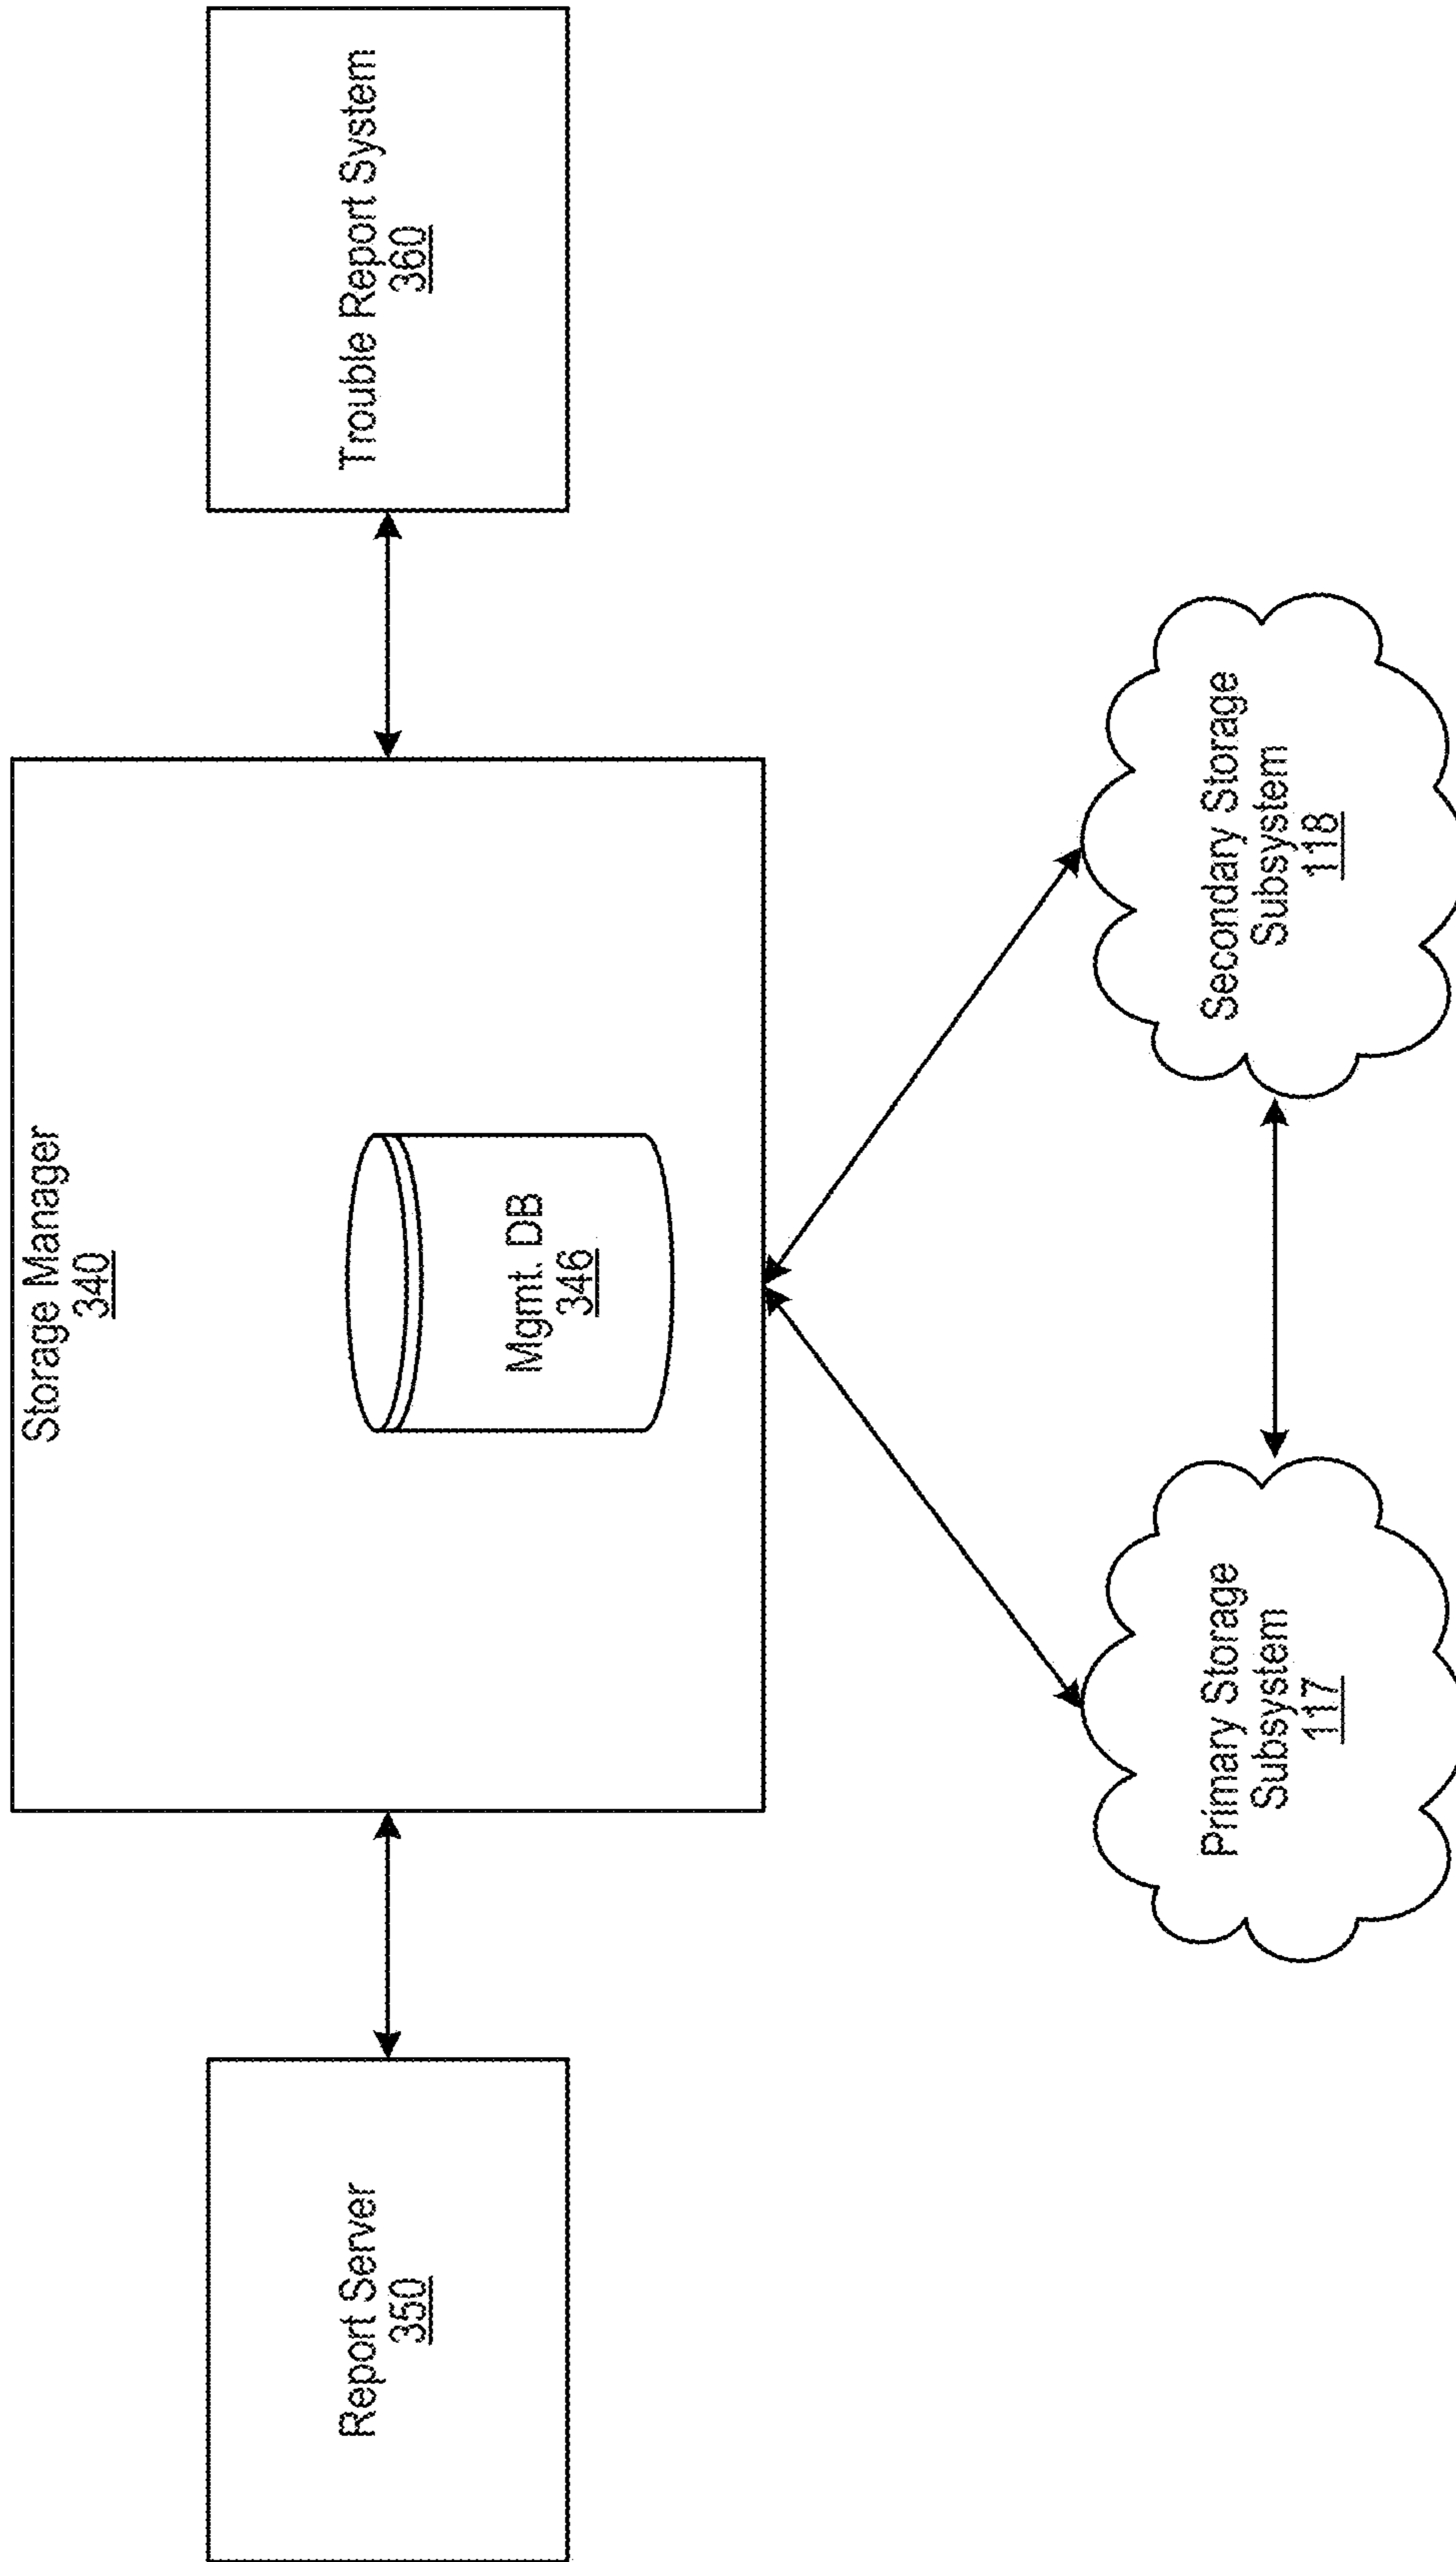 Storage Manager
340
Report Server
350
Mgmt. DB
346
Trouble Report System
360
Primary Storage
Subsystem
117
Secondary Storage
Subsystem
118